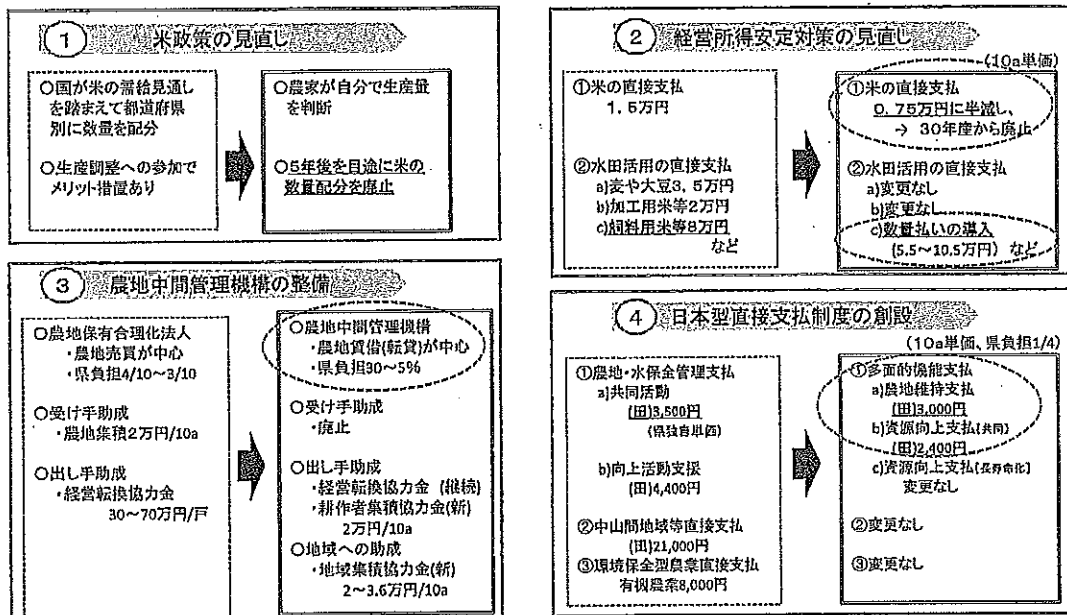 ① 米政策の見直し
○国が米の需給見通し
を踏まえて都道府県
別に数量を配分
○生産調整への参加で
メリット措置あり
○農家が自分で生産量
を判断
○5年後を目途に米の
数量配分を廃止
② 経営所得安定対策の見直し
(10a単価)
①米の直接支払
1.5万円
②水田活用の直接支払
a)麦や大豆3.5万円
b)加工用米等2万円
c)飼料用米等8万円
など
①米の直接支払
0.75万円に半減し、
→ 30年産から廃止
②水田活用の直接支払
a)変更なし
b)変更なし
c)数量払いの導入
(5.5～10.5万円) など
③ 農地中間管理機構の整備
○農地保有合理化法人
・農地売買が中心
・県負担4/10～3/10
○受け手助成
・農地集積2万円/10a
○出し手助成
・経営転換協力金
30～70万円/戸
○農地中間管理機構
・農地賃借(転貸)が中心
・県負担30～5%
○受け手助成
・廃止
○出し手助成
・経営転換協力金 (継続)
・耕作者集積協力金(新)
2万円/10a
○地域への助成
・地域集積協力金(新)
2～3.6万円/10a
④ 日本型直接支払制度の創設
(10a単価、県負担1/4)
①農地・水保全管理支払
a)共同活動
(田)3,500円
(県独自単価)
b)向上活動支援
(田)4,400円
②中山間地域等直接支払
(田)21,000円
③環境保全型農業直接支払
有機農業8,000円
①多面的機能支払
a)農地維持支払
(田)3,000円
b)資源向上支払(共同)
(田)2,400円
c)資源向上支払(長寿命化)
変更なし
②変更なし
③変更なし